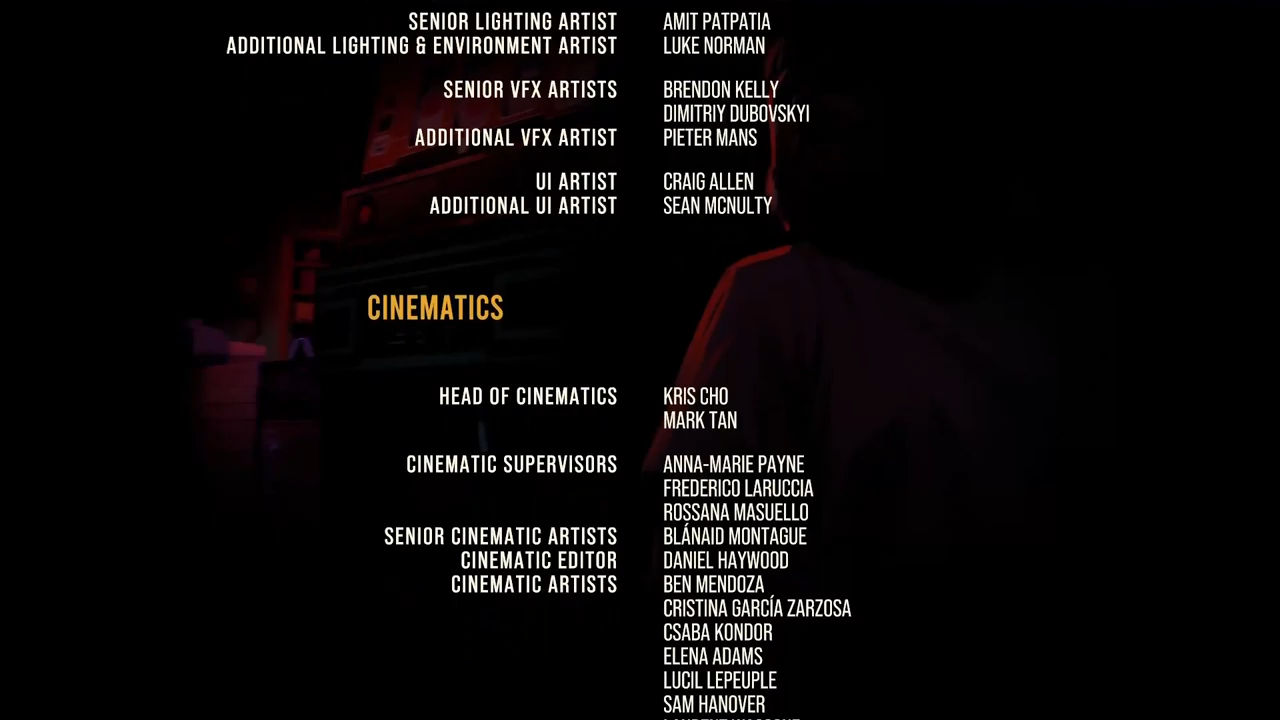 SENIOR LIGHTING ARTIST AMIT PATPATIA
ADDITIONAL LIGHTING & ENVIRONMENT ARTIST LUKE NORMAN
SENIOR VFX ARTISTS BRENDON KELLY
DIMITRIY DUBOVSKYI
ADDITIONAL VFX ARTIST PIETER MANS
UI ARTIST CRAIG ALLEN
ADDITIONAL UI ARTIST SEAN MCNULTY
CINEMATICS
HEAD OF CINEMATICS KRIS CHO
MARK TAN
CINEMATIC SUPERVISORS ANNA-MARIE PAYNE
FREDERICO LARUCCIA
ROSSANA MASUELLO
SENIOR CINEMATIC ARTISTS BLÁNAID MONTAGUE
CINEMATIC EDITOR DANIEL HAYWOOD
CINEMATIC ARTISTS BEN MENDOZA
CRISTINA GARCÍA ZARZOSA
CSABA KONDOR
ELENA ADAMS
LUCIL LEPEUPLE
SAM HANOVER